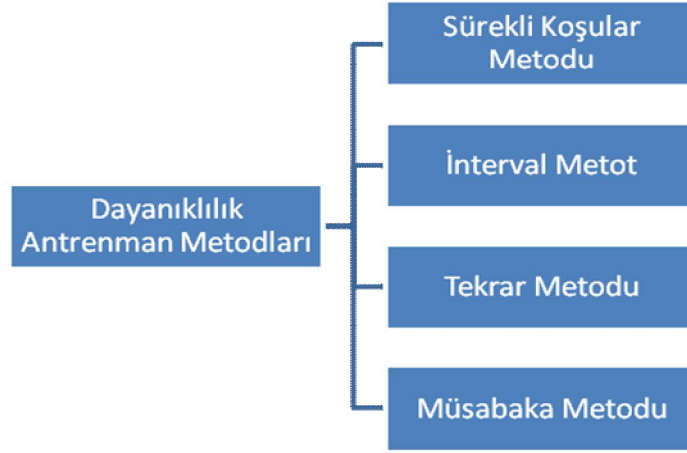 Dayanıklılık
Antrenman Metodları
Sürekli Koşular
Metodu
İnterval Metot
Tekrar Metodu
Müsabaka Metodu